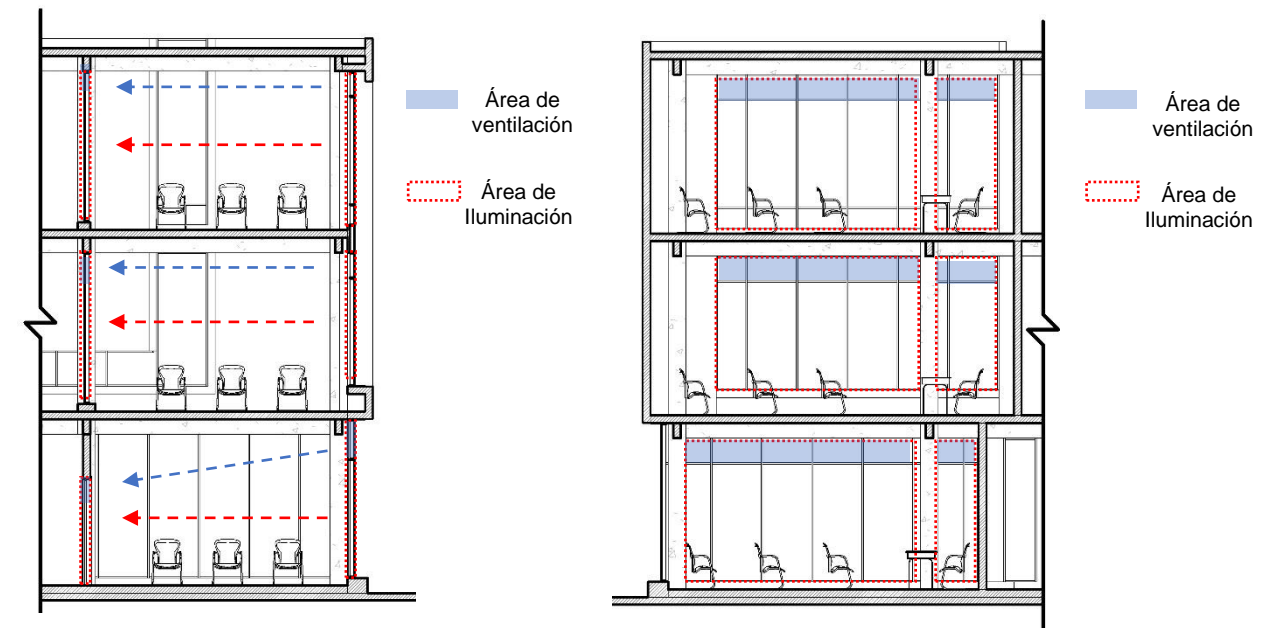 Área de
ventilación
Área de
Iluminación
Área de
ventilación
Área de
Iluminación